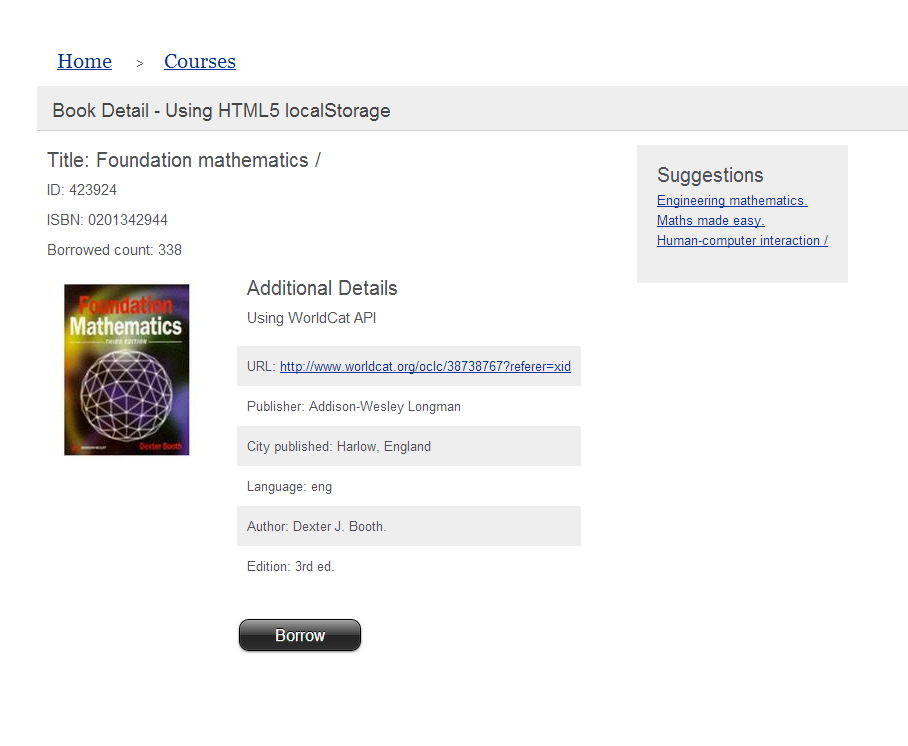 Home > Courses
Book Detail - Using HTML5 localStorage
Title: Foundation mathematics /
ID: 423924
ISBN: 0201342944
Borrowed count: 338
Foundation
Mathematics
THIRD EDITION
Dexter Booth
Additional Details
Using WorldCat API
URL: http://www.worldcat.org/oclc/38738767?referer=xid
Publisher: Addison-Wesley Longman
City published: Harlow, England
Language: eng
Author: Dexter J. Booth.
Edition: 3rd ed.
Borrow
Suggestions
Engineering mathematics.
Maths made easy.
Human-computer interaction /